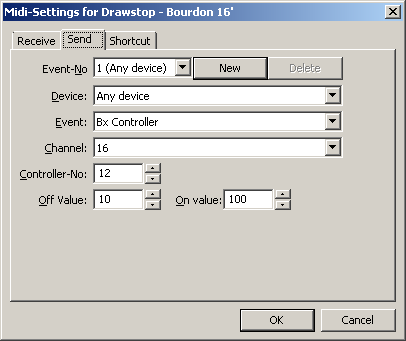 Midi-Settings for Drawstop - Bourdon 16'
Receive Send Shortcut
Event-No 1 (Any device) New Delete
Device: Any device
Event: Bx Controller
Channel: 16
Controller-No: 12
Off Value: 10 On value: 100
OK Cancel